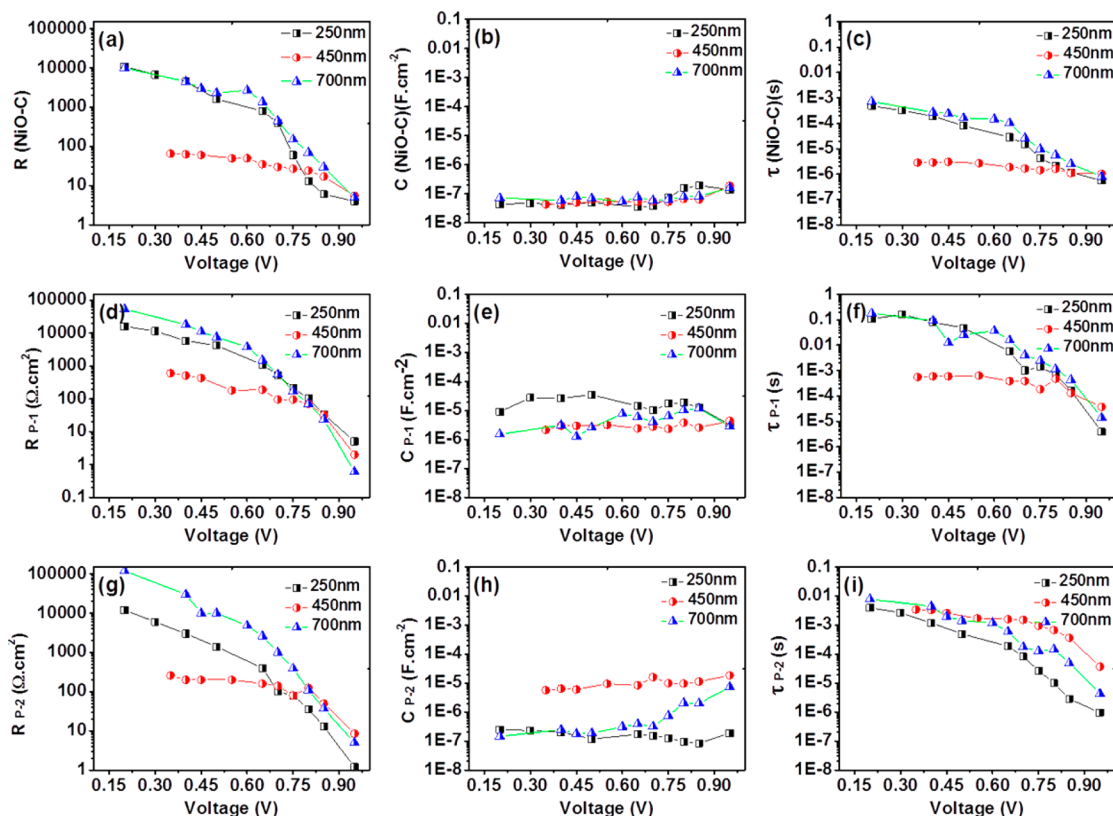 (a)
250nm
450nm
700nm
100000
10000
1000
100
10
1
R (NiO-C)
0.15 0.30 0.45 0.60 0.75 0.90
Voltage (V)
(b)
250nm
450nm
700nm
0.1
0.01
1E-3
1E-4
1E-5
1E-6
1E-7
1E-8
C (NiO-C)(F.cm-2)
0.15 0.30 0.45 0.60 0.75 0.90
Voltage (V)
(c)
250nm
450nm
700nm
1
0.1
0.01
1E-3
1E-4
1E-5
1E-6
1E-7
1E-8
τ (NiO-C)(s)
0.15 0.30 0.45 0.60 0.75 0.90
Voltage (V)
(d)
250nm
450nm
700nm
100000
10000
1000
100
10
1
0.1
R P-1 (Ω.cm²)
0.15 0.30 0.45 0.60 0.75 0.90
Voltage (V)
(e)
250nm
450nm
700nm
0.1
0.01
1E-3
1E-4
1E-5
1E-6
1E-7
1E-8
C P-1 (F.cm-2)
0.15 0.30 0.45 0.60 0.75 0.90
Voltage (V)
(f)
250nm
450nm
700nm
1
0.1
0.01
1E-3
1E-4
1E-5
1E-6
1E-7
1E-8
τ P-1 (s)
0.15 0.30 0.45 0.60 0.75 0.90
Voltage (V)
(g)
250nm
450nm
700nm
100000
10000
1000
100
10
1
R P-2 (Ω.cm²)
0.15 0.30 0.45 0.60 0.75 0.90
Voltage (V)
(h)
250nm
450nm
700nm
0.1
0.01
1E-3
1E-4
1E-5
1E-6
1E-7
1E-8
C P-2 (F.cm-2)
0.15 0.30 0.45 0.60 0.75 0.90
Voltage (V)
(i)
250nm
450nm
700nm
1
0.1
0.01
1E-3
1E-4
1E-5
1E-6
1E-7
1E-8
τ P-2 (s)
0.15 0.30 0.45 0.60 0.75 0.90
Voltage (V)